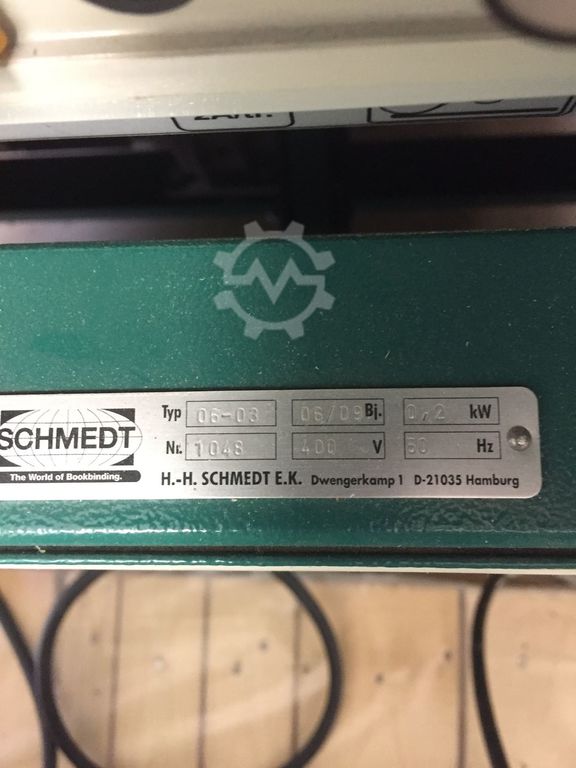 SCHMEDT
The World of Bookbinding.
Typ 06-03 06/09 Bj. 0,2 kW
Nr. 1048 400 V 50 Hz
H.-H. SCHMEDT E.K. Dwengerkamp 1 D-21035 Hamburg